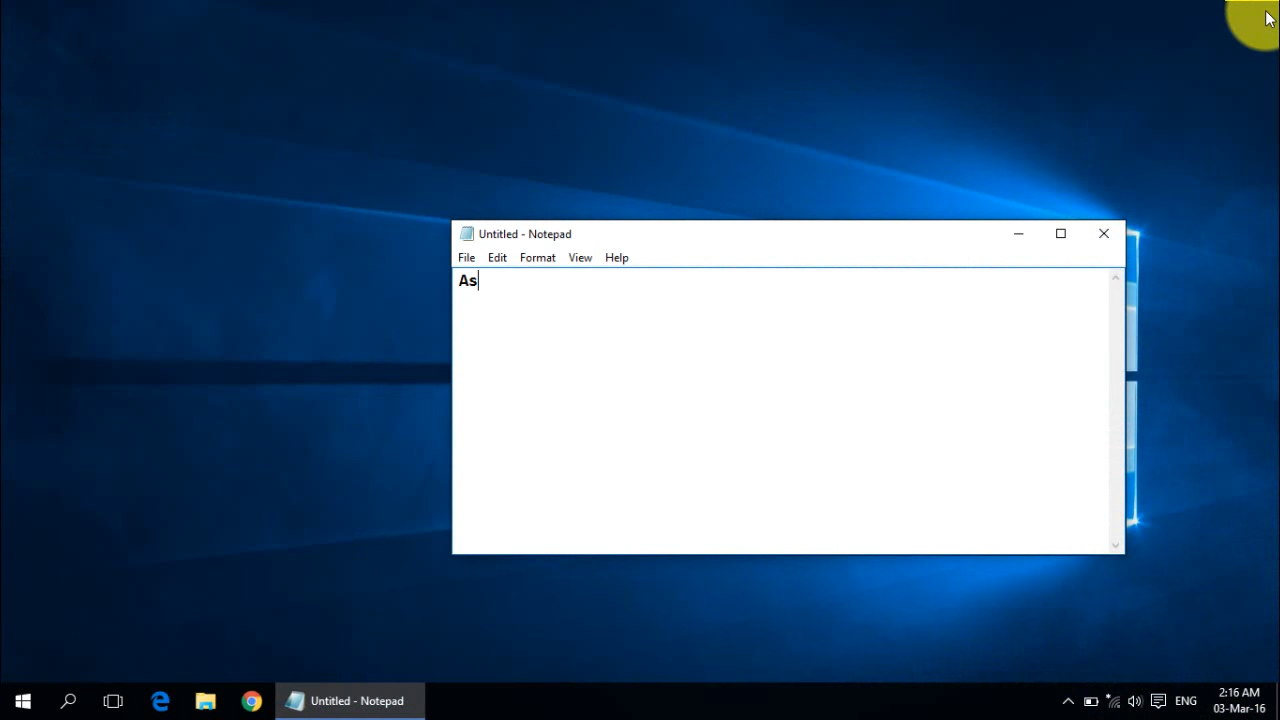 Untitled - Notepad
File Edit Format View Help
As
Untitled - Notepad
ENG
2:16 AM
03-Mar-16